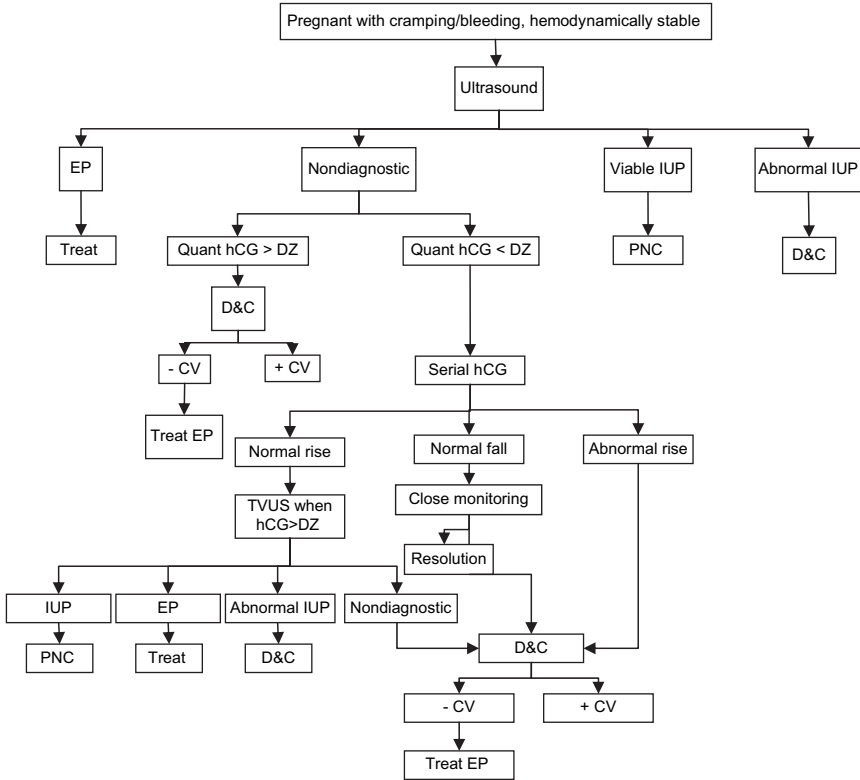 Pregnant with cramping/bleeding, hemodynamically stable
Ultrasound
EP
Nondiagnostic
Viable IUP
Abnormal IUP
Treat
Quant hCG > DZ
Quant hCG < DZ
PNC
D&C
D&C
- CV
+ CV
Serial hCG
Treat EP
Normal rise
Normal fall
Abnormal rise
TVUS when
hCG>DZ
Close monitoring
Resolution
IUP
EP
Abnormal IUP
Nondiagnostic
PNC
Treat
D&C
D&C
- CV
+ CV
Treat EP